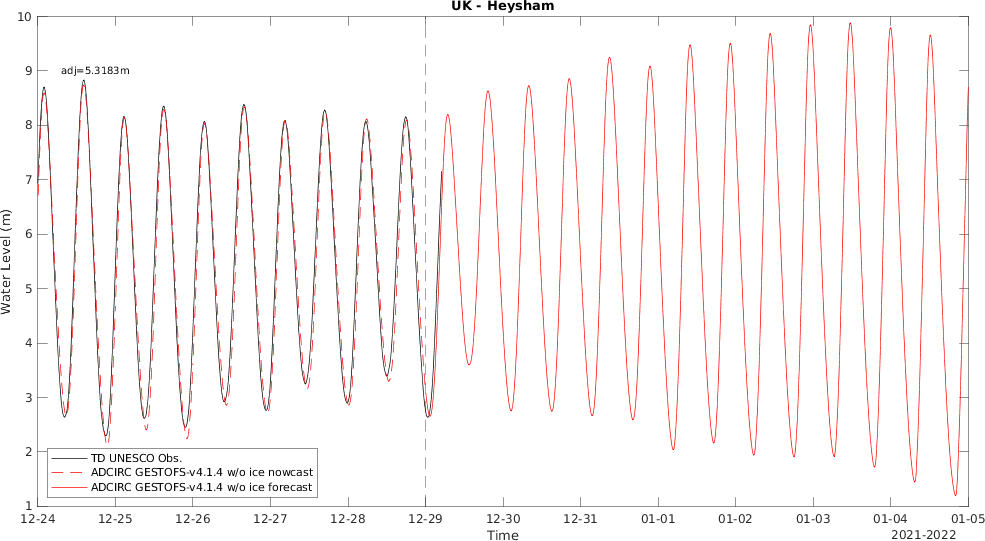 UK - Heysham
adj=5.3183m
Water Level (m)
10
9
8
7
6
5
4
3
2
1
TD UNESCO Obs.
ADCIRC GESTOFS-v4.1.4 w/o ice nowcast
ADCIRC GESTOFS-v4.1.4 w/o ice forecast
12-24 12-25 12-26 12-27 12-28 12-29 12-30 12-31 01-01 01-02 01-03 01-04 01-05
Time
2021-2022